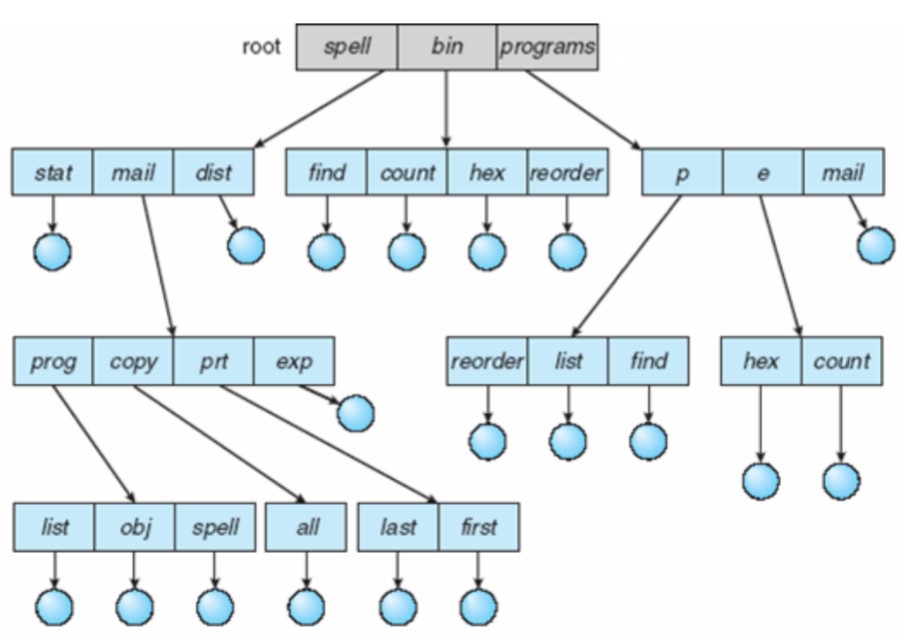 root spell bin programs
stat mail dist find count hex reorder p e mail
prog copy prt exp reorder list find hex count
list obj spell all last first